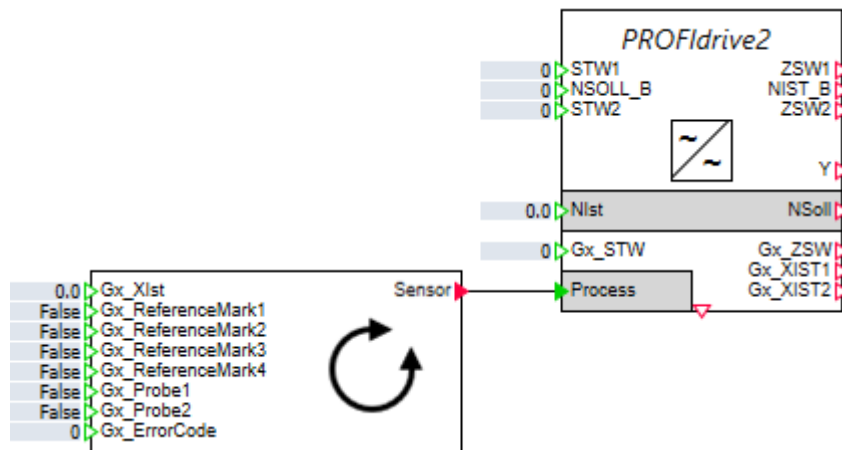 PROFIdrive2
0 STW1 ZSW1
0 NSOLL_B NIST_B
0 STW2 ZSW2
~
~
Y
0.0 NIst NSoll
0 Gx_STW Gx_ZSW
Gx_XIST1
Process Gx_XIST2
0.0 Gx_XIst Sensor
False Gx_ReferenceMark1
False Gx_ReferenceMark2
False Gx_ReferenceMark3
False Gx_ReferenceMark4
False Gx_Probe1
False Gx_Probe2
0 Gx_ErrorCode